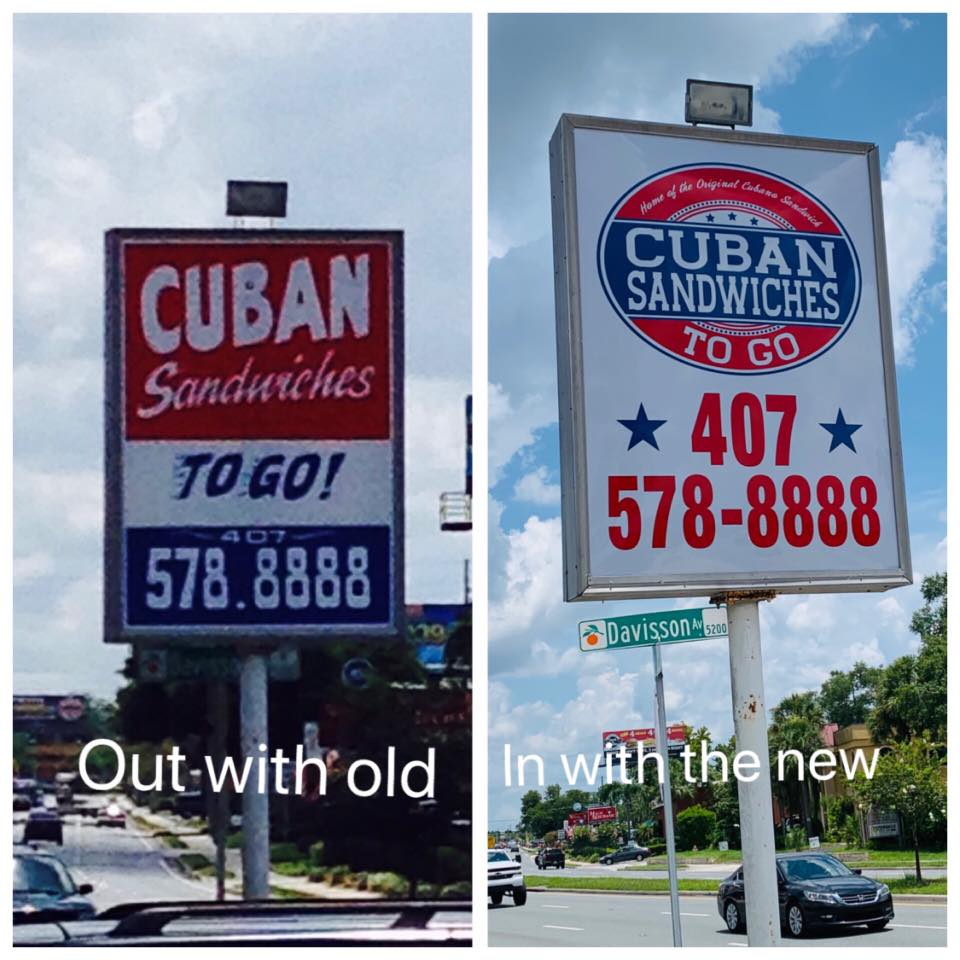 CUBAN
Sandwiches
TO GO!
407
578.8888
Out with old
Home of the Original Cubano Sandwich
CUBAN
SANDWICHES
TO GO
407
578-8888
Davisson Av 5200
In with the new